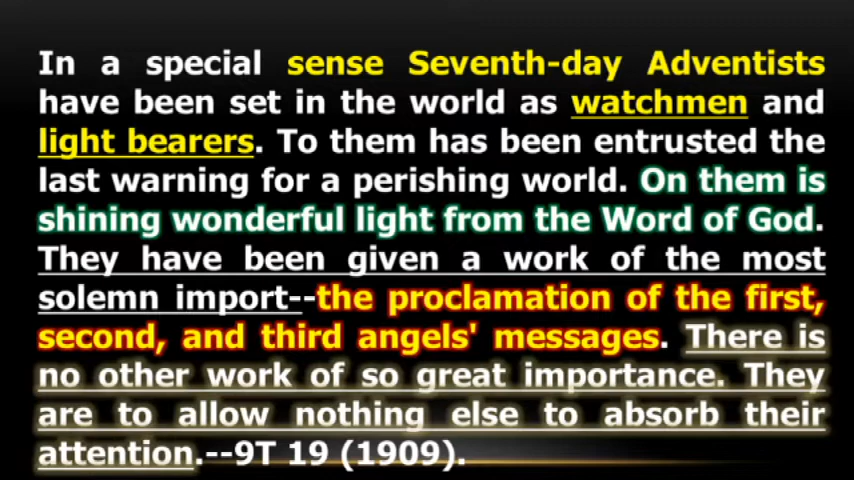 In a special sense Seventh-day Adventists
have been set in the world as watchmen and
light bearers. To them has been entrusted the
last warning for a perishing world. On them is
shining wonderful light from the Word of God.
They have been given a work of the most
solemn import--the proclamation of the first,
second, and third angels' messages. There is
no other work of so great importance. They
are to allow nothing else to absorb their
attention.--9T 19 (1909).